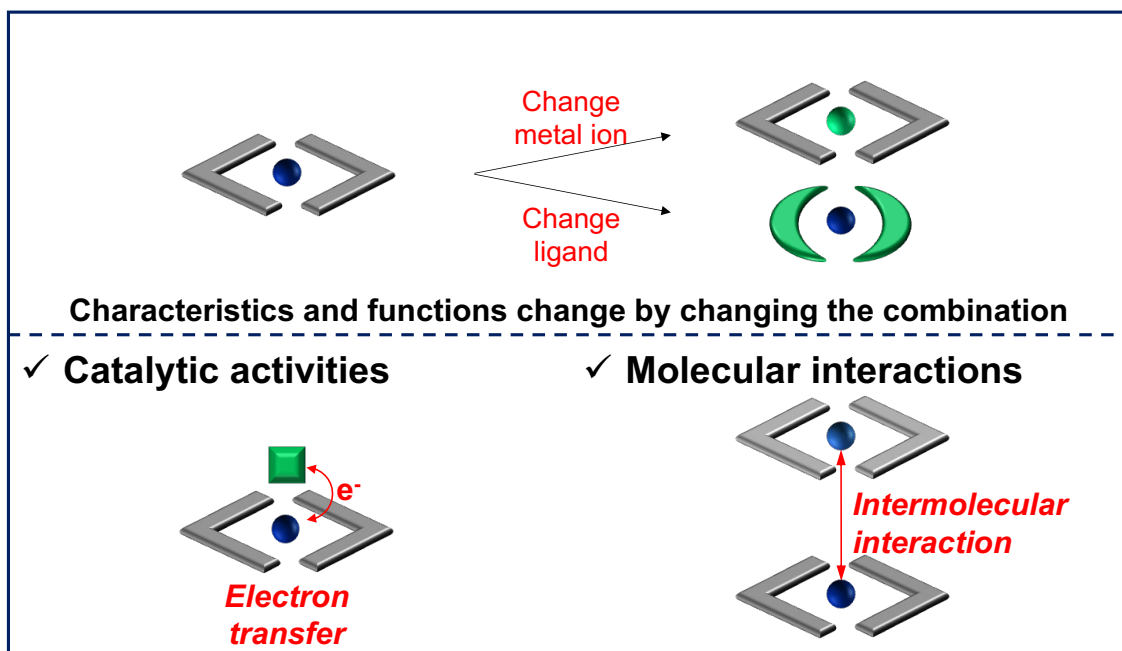 Change
metal ion
Change
ligand
Characteristics and functions change by changing the combination
✓ Catalytic activities
e-
Electron
transfer
✓ Molecular interactions
Intermolecular
interaction